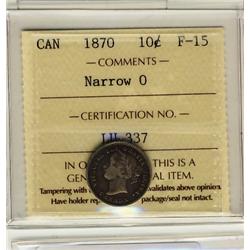 CAN 1870 10¢ F-15
— COMMENTS —
Narrow 0
— CERTIFICATION NO. —
337
IN O THIS IS A
GEN AL ITEM.
Tampering with validates above opinion.
Have holder re package/seal not intact.